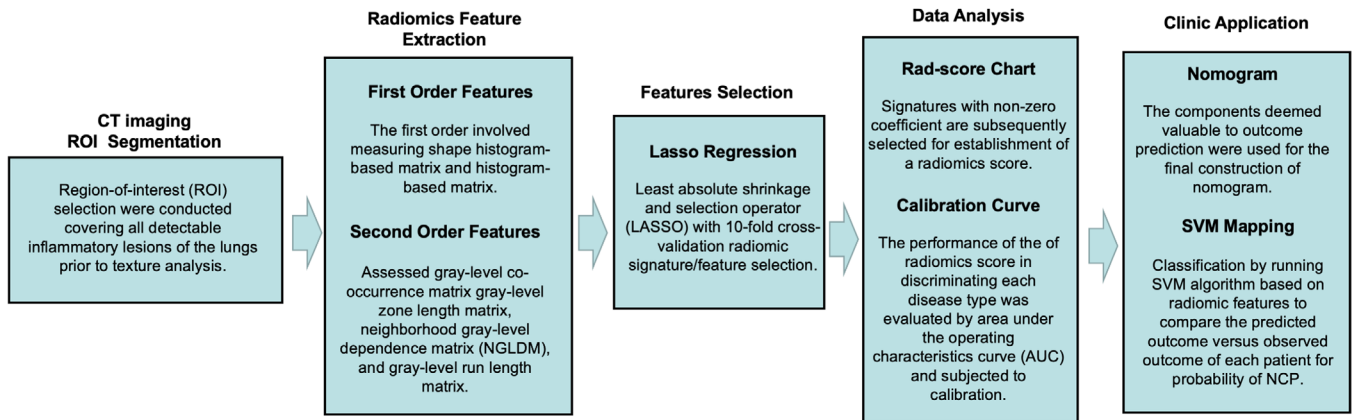 CT imaging
ROI Segmentation
Region-of-interest (ROI)
selection were conducted
covering all detectable
inflammatory lesions of the lungs
prior to texture analysis.
Radiomics Feature
Extraction
First Order Features
The first order involved
measuring shape histogram-
based matrix and histogram-
based matrix.
Second Order Features
Assessed gray-level co-
occurrence matrix gray-level
zone length matrix,
neighborhood gray-level
dependence matrix (NGLDM),
and gray-level run length
matrix.
Features Selection
Lasso Regression
Least absolute shrinkage
and selection operator
(LASSO) with 10-fold cross-
validation radiomic
signature/feature selection.
Data Analysis
Rad-score Chart
Signatures with non-zero
coefficient are subsequently
selected for establishment of
a radiomics score.
Calibration Curve
The performance of the of
radiomics score in
discriminating each
disease type was
evaluated by area under
the operating
characteristics curve (AUC)
and subjected to
calibration.
Clinic Application
Nomogram
The components deemed
valuable to outcome
prediction were used for the
final construction of
nomogram.
SVM Mapping
Classification by running
SVM algorithm based on
radiomic features to
compare the predicted
outcome versus observed
outcome of each patient for
probability of NCP.